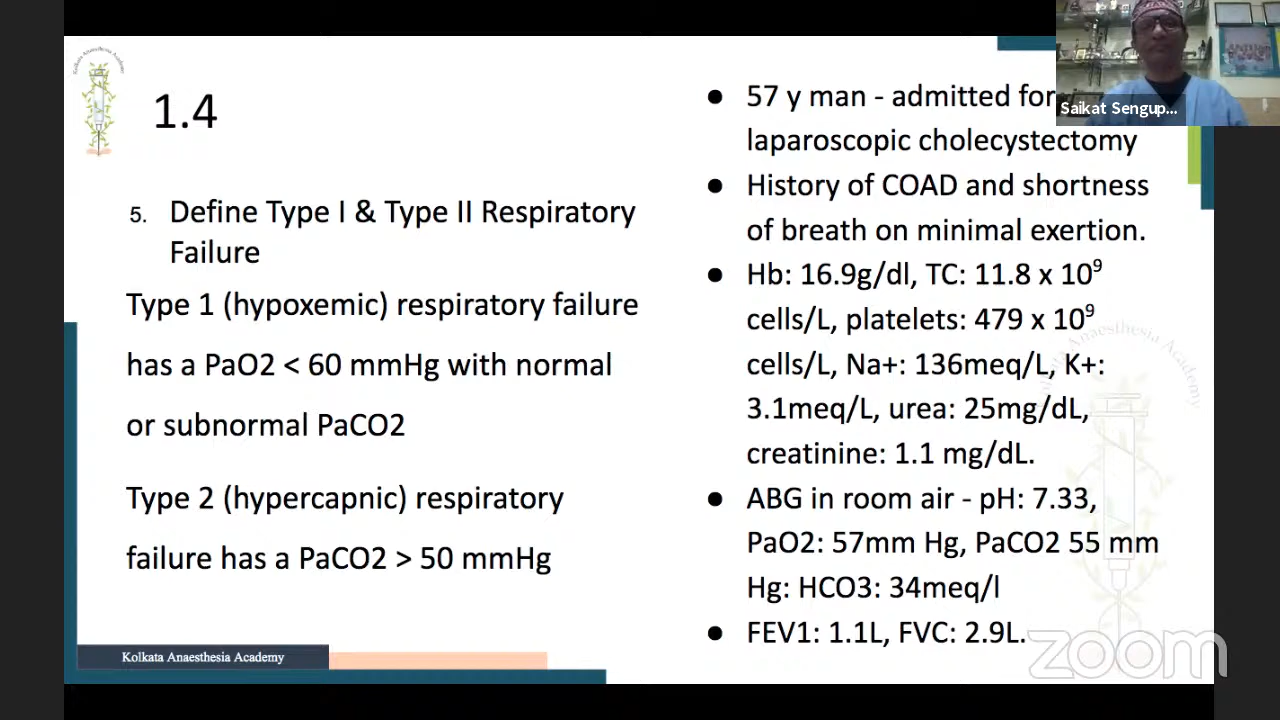 Kolkata Anaesthesia Academy
1.4
5. Define Type I & Type II Respiratory
Failure
Type 1 (hypoxemic) respiratory failure
has a PaO2 < 60 mmHg with normal
or subnormal PaCO2
Type 2 (hypercapnic) respiratory
failure has a PaCO2 > 50 mmHg
Kolkata Anaesthesia Academy
● 57 y man - admitted for
laparoscopic cholecystectomy
● History of COAD and shortness
of breath on minimal exertion.
● Hb: 16.9g/dl, TC: 11.8 x 10⁹
cells/L, platelets: 479 x 10⁹
cells/L, Na+: 136meq/L, K+:
3.1meq/L, urea: 25mg/dL,
creatinine: 1.1 mg/dL.
● ABG in room air - pH: 7.33,
PaO2: 57mm Hg, PaCO2 55 mm
Hg: HCO3: 34meq/l
● FEV1: 1.1L, FVC: 2.9L.
Saikat Sengup...
Anaesthesia Academy
zoom